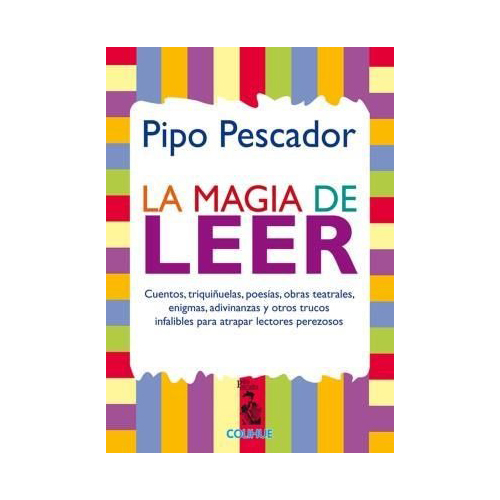 Pipo Pescador
LA MAGIA DE
LEER
Cuentos, triquiñuelas, poesías, obras teatrales,
enigmas, adivinanzas y otros trucos
infalibles para atrapar lectores perezosos
COLIHUE